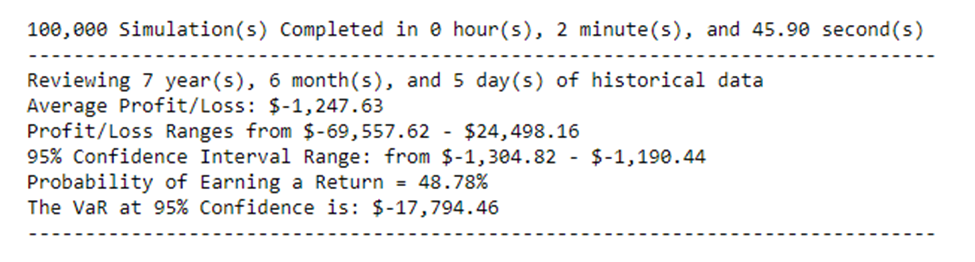 100,000 Simulation(s) Completed in 0 hour(s), 2 minute(s), and 45.90 second(s)
------------------------------------------------------------------------------
Reviewing 7 year(s), 6 month(s), and 5 day(s) of historical data
Average Profit/Loss: $-1,247.63
Profit/Loss Ranges from $-69,557.62 - $24,498.16
95% Confidence Interval Range: from $-1,304.82 - $-1,190.44
Probability of Earning a Return = 48.78%
The VaR at 95% Confidence is: $-17,794.46
------------------------------------------------------------------------------